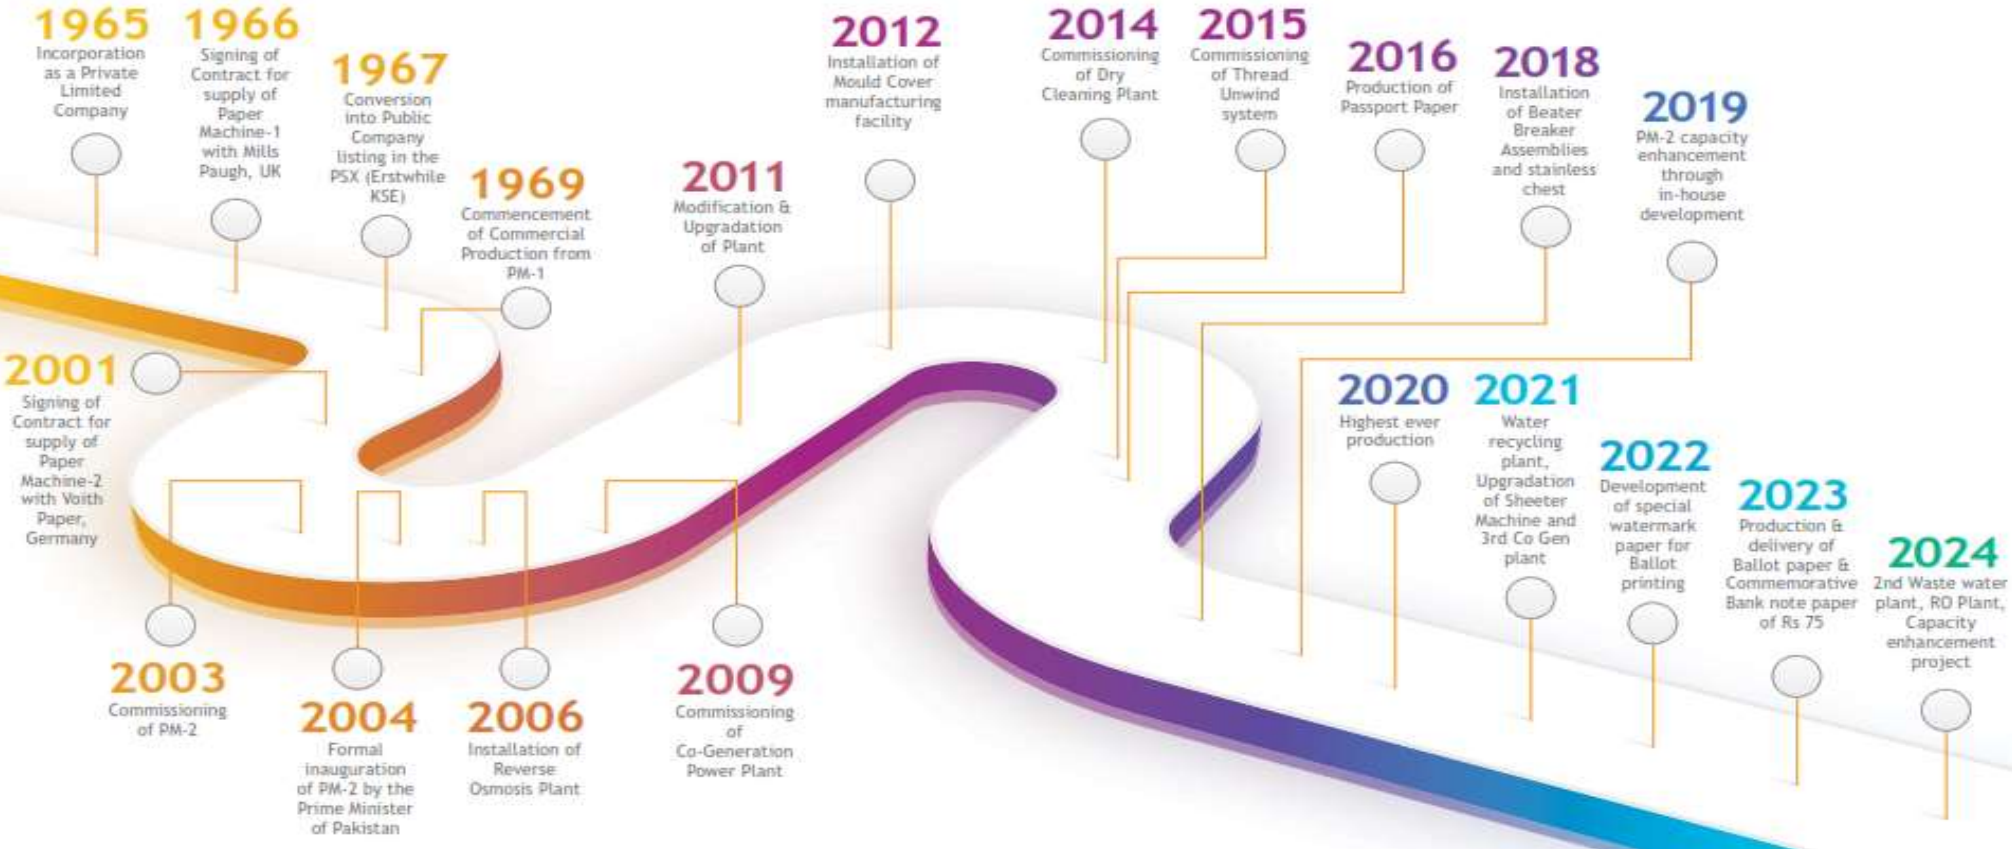 1965
Incorporation
as a Private
Limited
Company
1966
Signing of
Contract for
supply of
Paper
Machine-1
with Mills
Paugh, UK
1967
Conversion
into Public
Company
listing in the
PSX (Erstwhile
KSE)
1969
Commencement
of Commercial
Production from
PM-1
2001
Signing of
Contract for
supply of
Paper
Machine-2
with Voith
Paper,
Germany
2003
Commissioning
of PM-2
2004
Formal
inauguration
of PM-2 by the
Prime Minister
of Pakistan
2006
Installation of
Reverse
Osmosis Plant
2009
Commissioning
of
Co-Generation
Power Plant
2011
Modification &
Upgradation
of Plant
2012
Installation of
Mould Cover
manufacturing
facility
2014
Commissioning
of Dry
Cleaning Plant
2015
Commissioning
of Thread
Unwind
system
2016
Production of
Passport Paper
2018
Installation
of Beater
Breaker
Assemblies
and stainless
chest
2019
PM-2 capacity
enhancement
through
in-house
development
2020
Highest ever
production
2021
Water
recycling
plant,
Upgradation
of Sheeter
Machine and
3rd Co Gen
plant
2022
Development
of special
watermark
paper for
Ballot
printing
2023
Production &
delivery of
Ballot paper &
Commemorative
Bank note paper
of Rs 75
2024
2nd Waste water
plant, RO Plant,
Capacity
enhancement
project